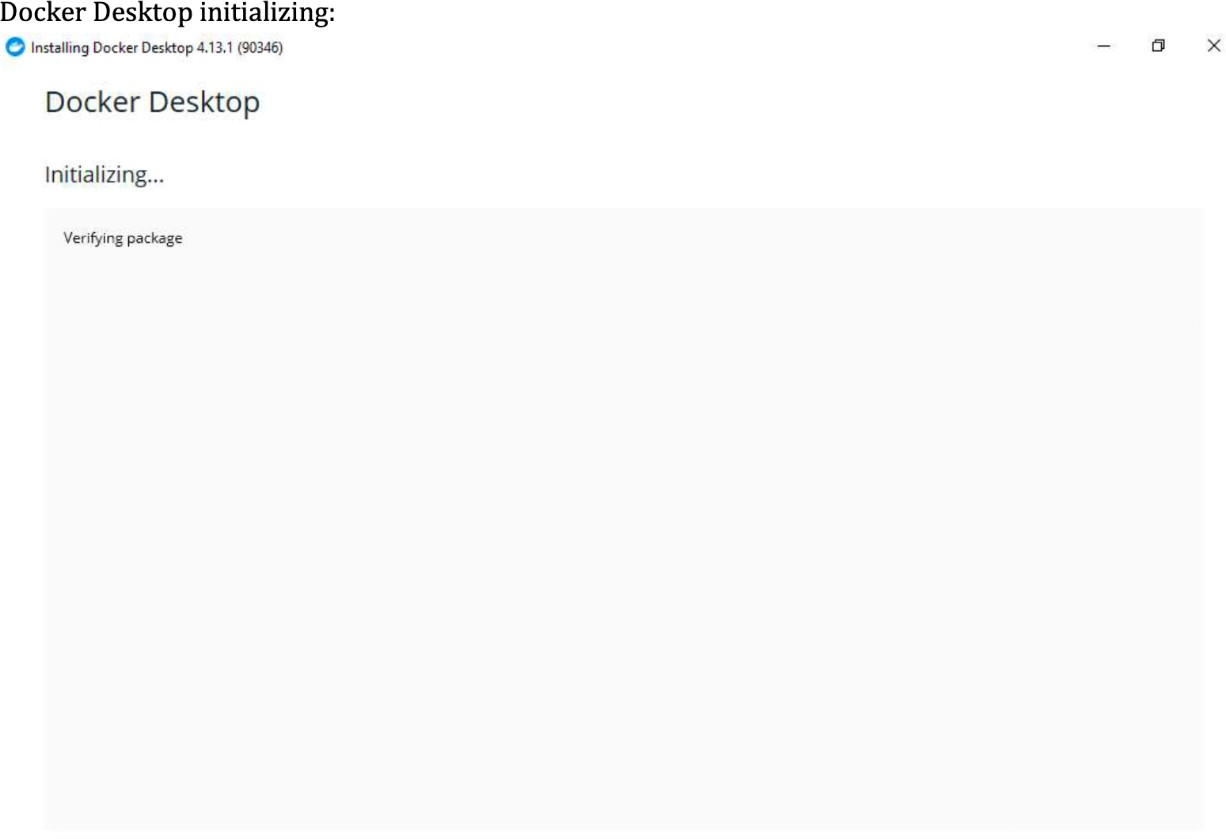 Docker Desktop initializing:
Installing Docker Desktop 4.13.1 (90346)
Docker Desktop
Initializing...
Verifying package